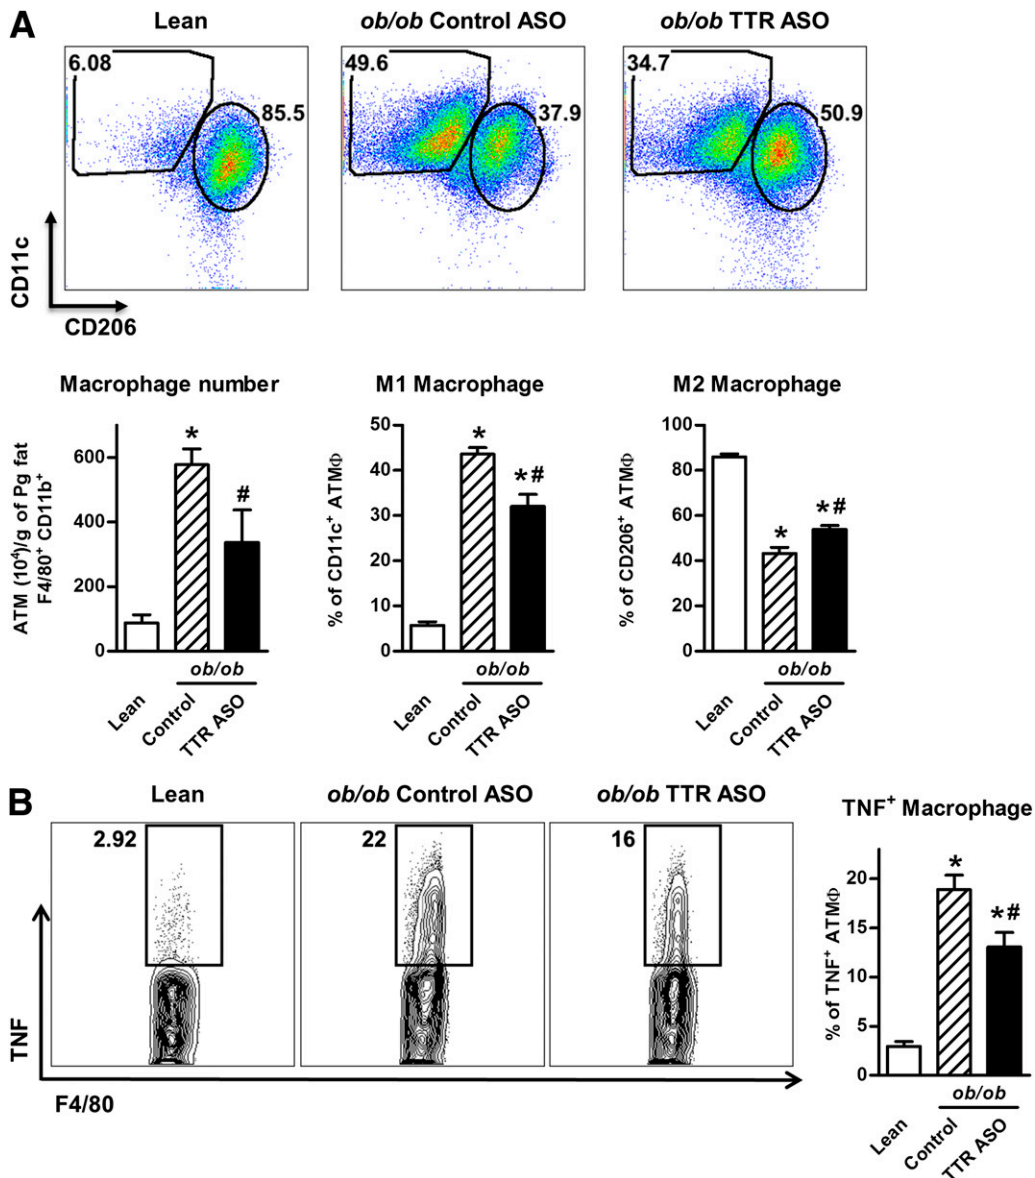 A
Lean
ob/ob Control ASO
ob/ob TTR ASO
6.08
85.5
49.6
37.9
34.7
50.9
CD11c
CD206
Macrophage number
ATM (10⁴)/g of Pg fat
F4/80⁺ CD11b⁺
600
400
200
0
*
#
ob/ob
Lean
Control
TTR ASO
M1 Macrophage
% of CD11c⁺ ATMΦ
50
40
30
20
10
0
*
*#
ob/ob
Lean
Control
TTR ASO
M2 Macrophage
% of CD206⁺ ATMΦ
100
80
60
40
20
0
*
*#
ob/ob
Lean
Control
TTR ASO
B
Lean
ob/ob Control ASO
ob/ob TTR ASO
2.92
22
16
TNF
F4/80
TNF⁺ Macrophage
% of TNF⁺ ATMΦ
20
15
10
5
0
*
*#
ob/ob
Lean
Control
TTR ASO